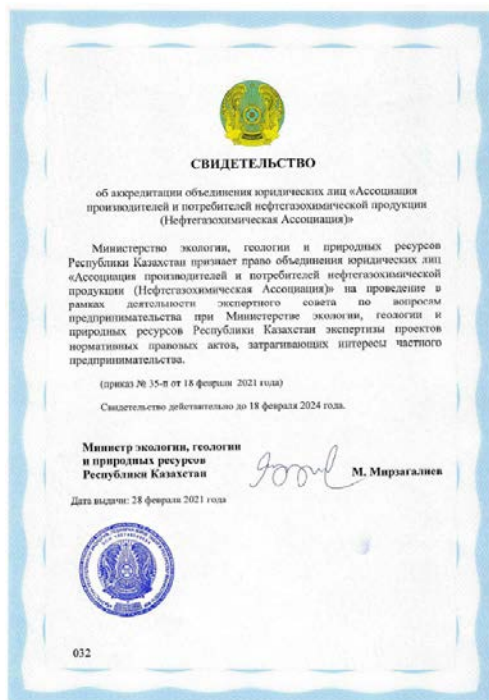 СВИДЕТЕЛЬСТВО
об аккредитации объединения юридических лиц «Ассоциация
производителей и потребителей нефтегазохимической продукции
(Нефтегазохимическая Ассоциация)»
Министерство экологии, геологии и природных ресурсов
Республики Казахстан признает право объединения юридических лиц
«Ассоциация производителей и потребителей нефтегазохимической
продукции (Нефтегазохимическая Ассоциация)» на проведение в
рамках деятельности экспертного совета по вопросам
предпринимательства при Министерстве экологии, геологии и
природных ресурсов Республики Казахстан экспертизы проектов
нормативных правовых актов, затрагивающих интересы частного
предпринимательства.
(приказ № 35-п от 18 февраля 2021 года)
Свидетельство действительно до 18 февраля 2024 года.
Министр экологии, геологии
и природных ресурсов
Республики Казахстан
М. Мирзагалиев
Дата выдачи: 28 февраля 2021 года
032